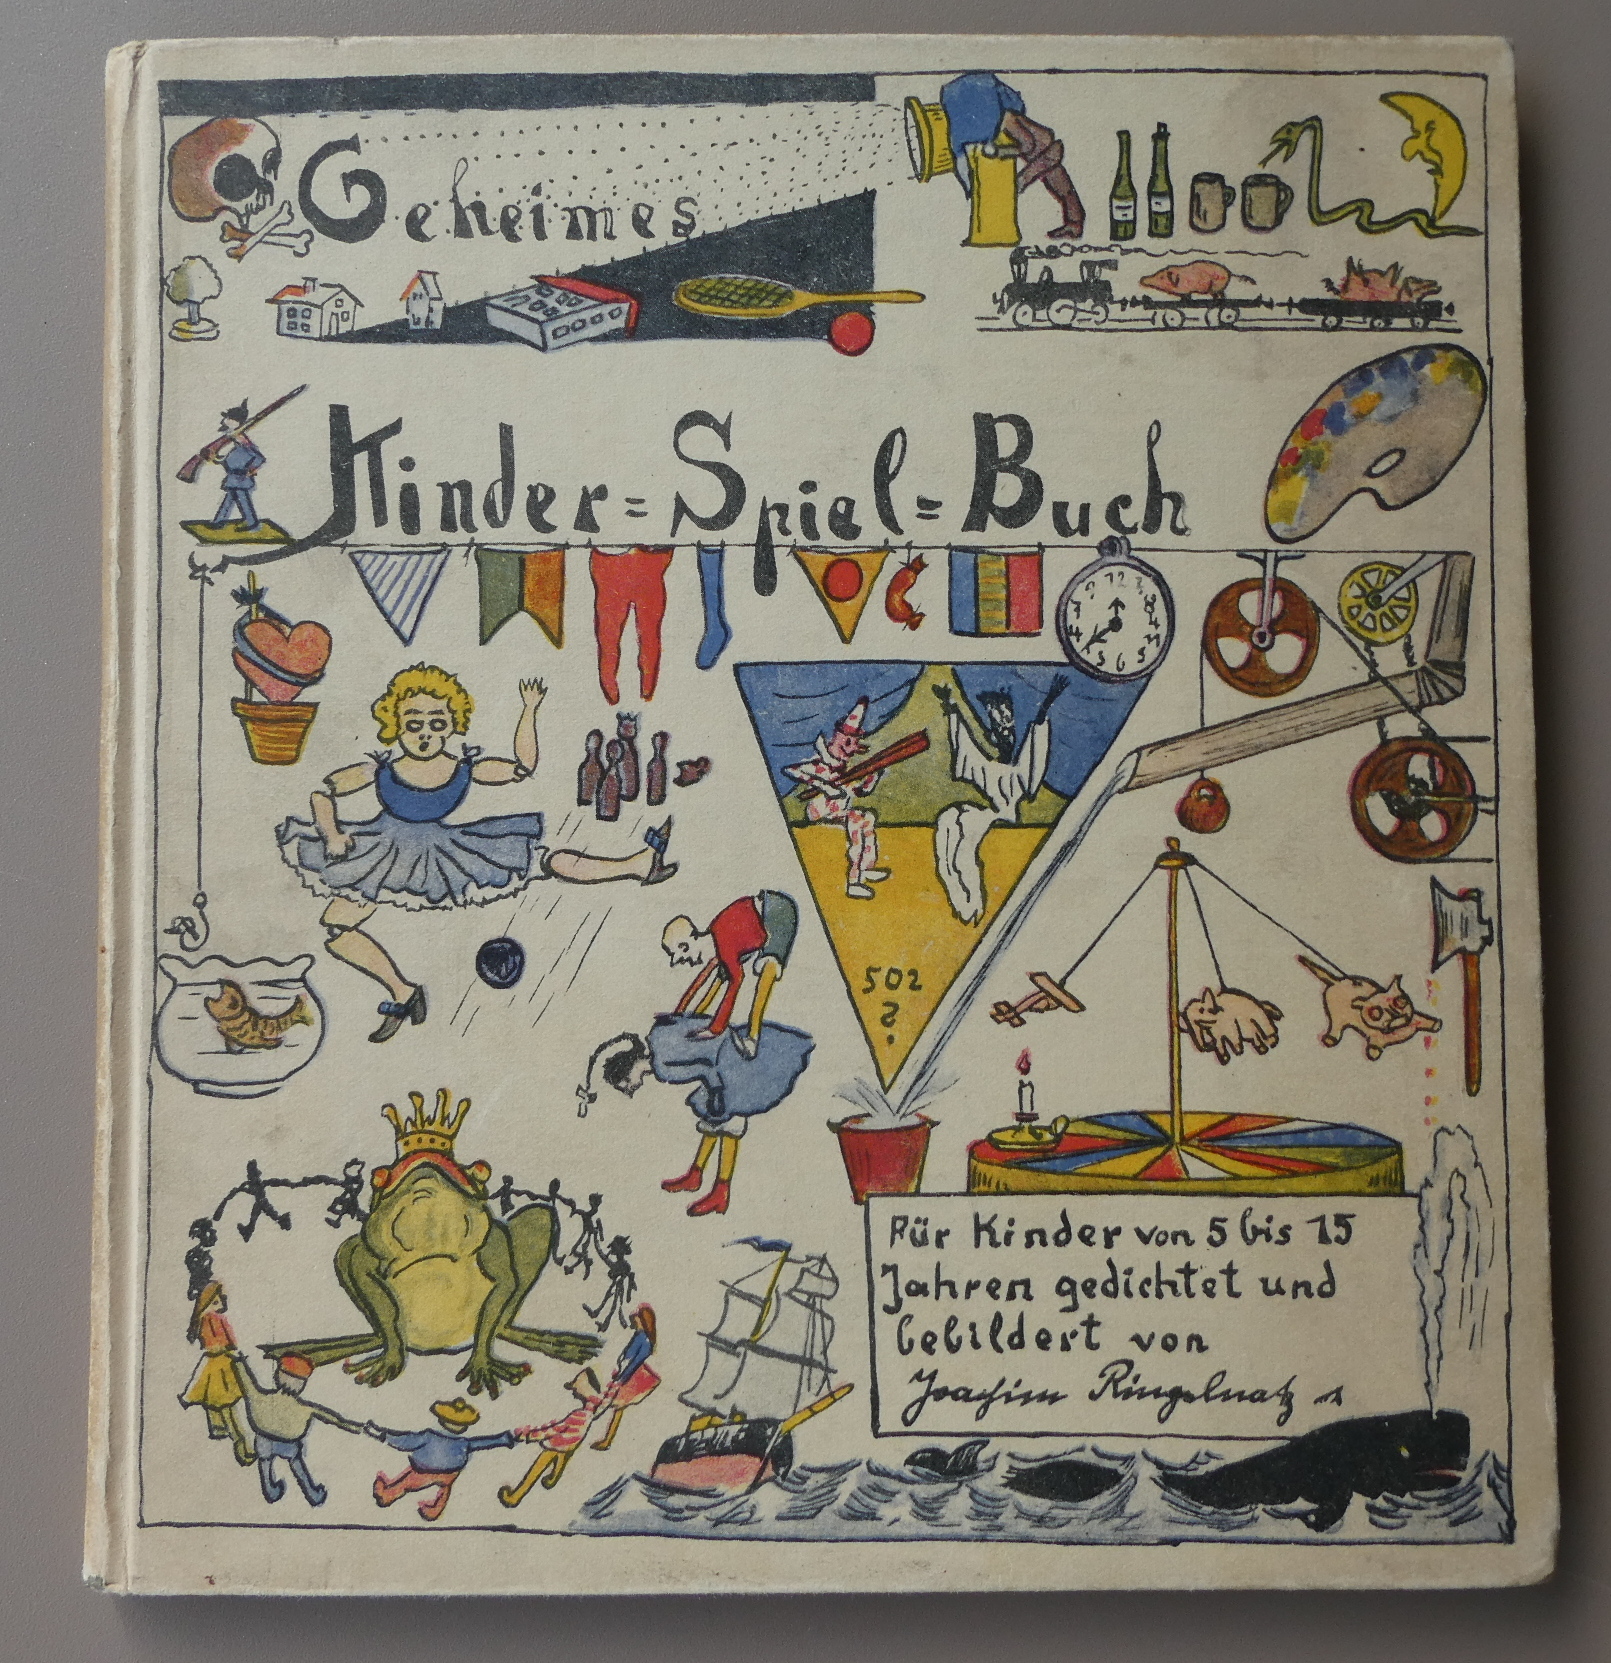 Geheimes
Kinder=Spiel=Buch
502
?
Für Kinder von 5 bis 15
Jahren gedichtet und
bebildert von
Joachim Ringelnatz